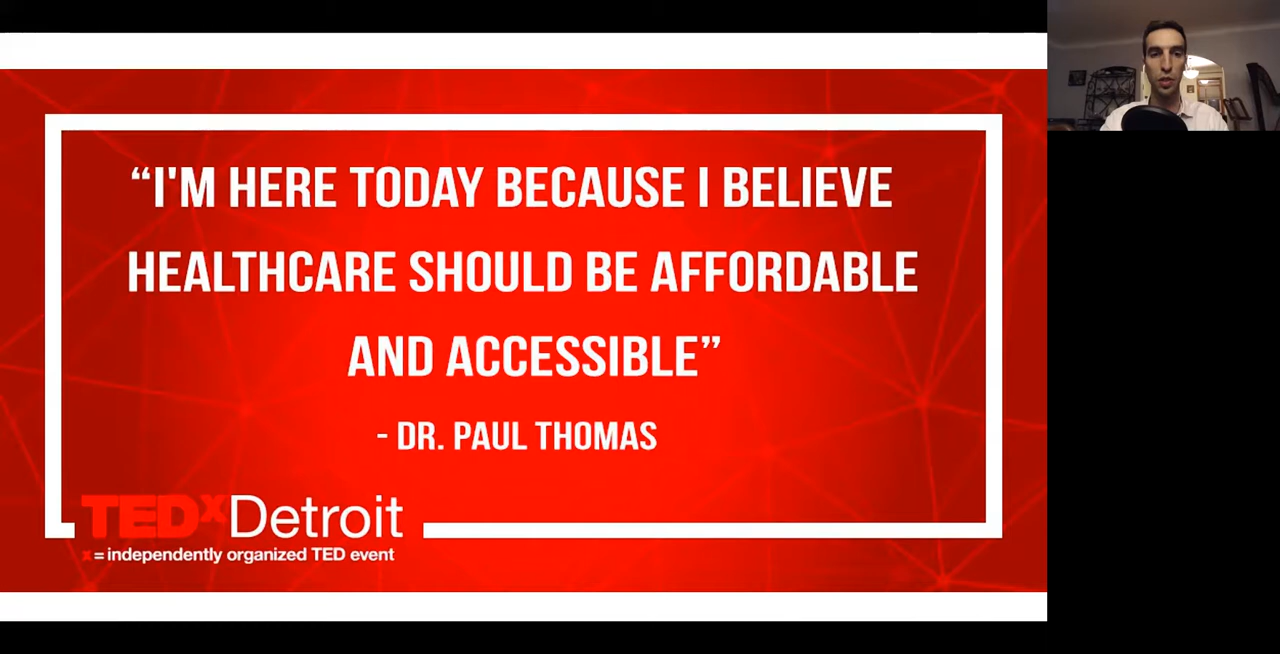 “I'M HERE TODAY BECAUSE I BELIEVE
HEALTHCARE SHOULD BE AFFORDABLE
AND ACCESSIBLE”
- DR. PAUL THOMAS
TEDxDetroit
x = independently organized TED event